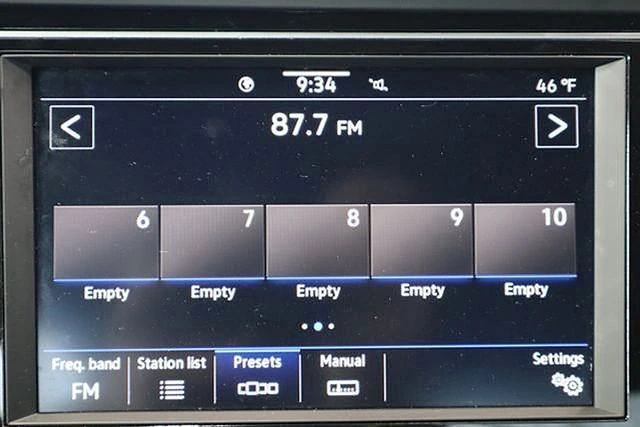 9:34 46 °F
< 87.7 FM >
6 7 8 9 10
Empty Empty Empty Empty Empty
Freq. band Station list Presets Manual Settings
FM